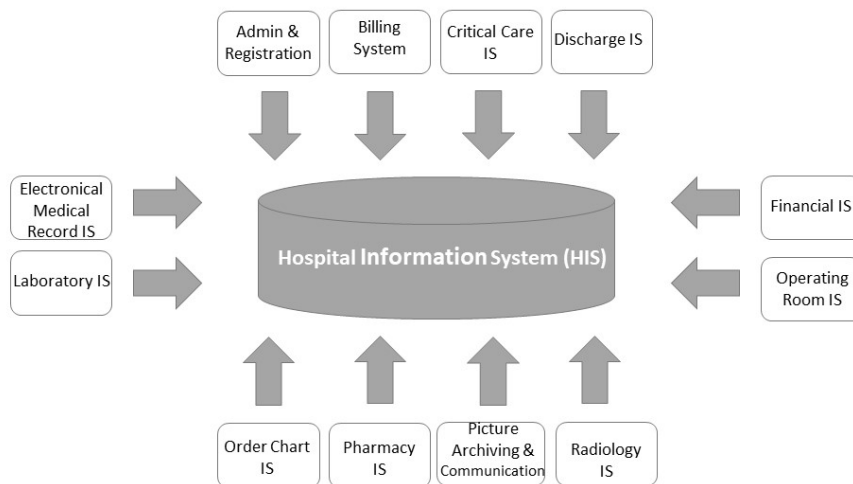 Admin &
Registration
Billing
System
Critical Care
IS
Discharge IS
Electronical
Medical
Record IS
Laboratory IS
Hospital Information System (HIS)
Financial IS
Operating
Room IS
Order Chart
IS
Pharmacy
IS
Picture
Archiving &
Communication
Radiology
IS